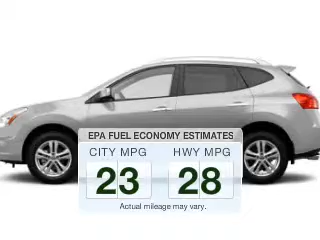 EPA FUEL ECONOMY ESTIMATES
CITY MPG HWY MPG
23 28
Actual mileage may vary.